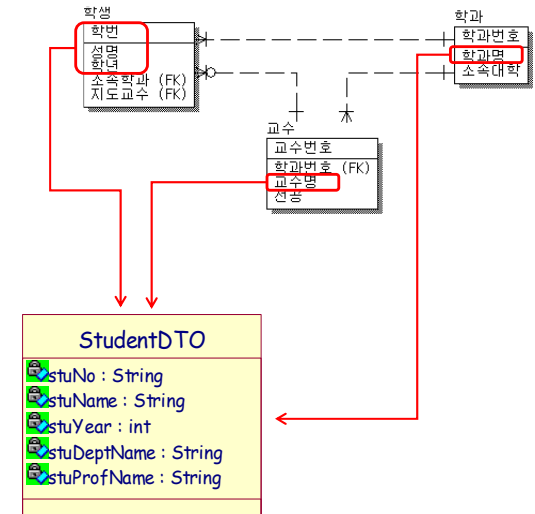 학생
학번
성명
학년
소속학과 (FK)
지도교수 (FK)
학과
학과번호
학과명
소속대학
교수
교수번호
학과번호 (FK)
교수명
전공
StudentDTO
stuNo : String
stuName : String
stuYear : int
stuDeptName : String
stuProfName : String